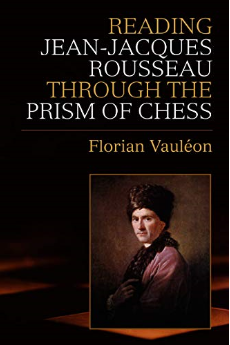 READING
JEAN-JACQUES
ROUSSEAU
THROUGH THE
PRISM OF CHESS
Florian Vauléon